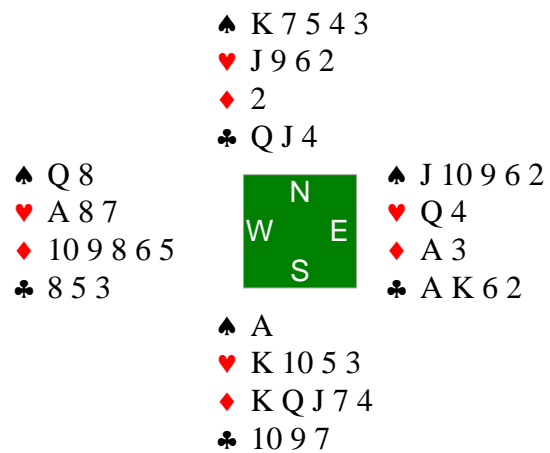 ♠ K 7 5 4 3
♥ J 9 6 2
♦ 2
♣ Q J 4
♠ Q 8
♥ A 8 7
♦ 10 9 8 6 5
♣ 8 5 3
N
W E
S
♠ J 10 9 6 2
♥ Q 4
♦ A 3
♣ A K 6 2
♠ A
♥ K 10 5 3
♦ K Q J 7 4
♣ 10 9 7